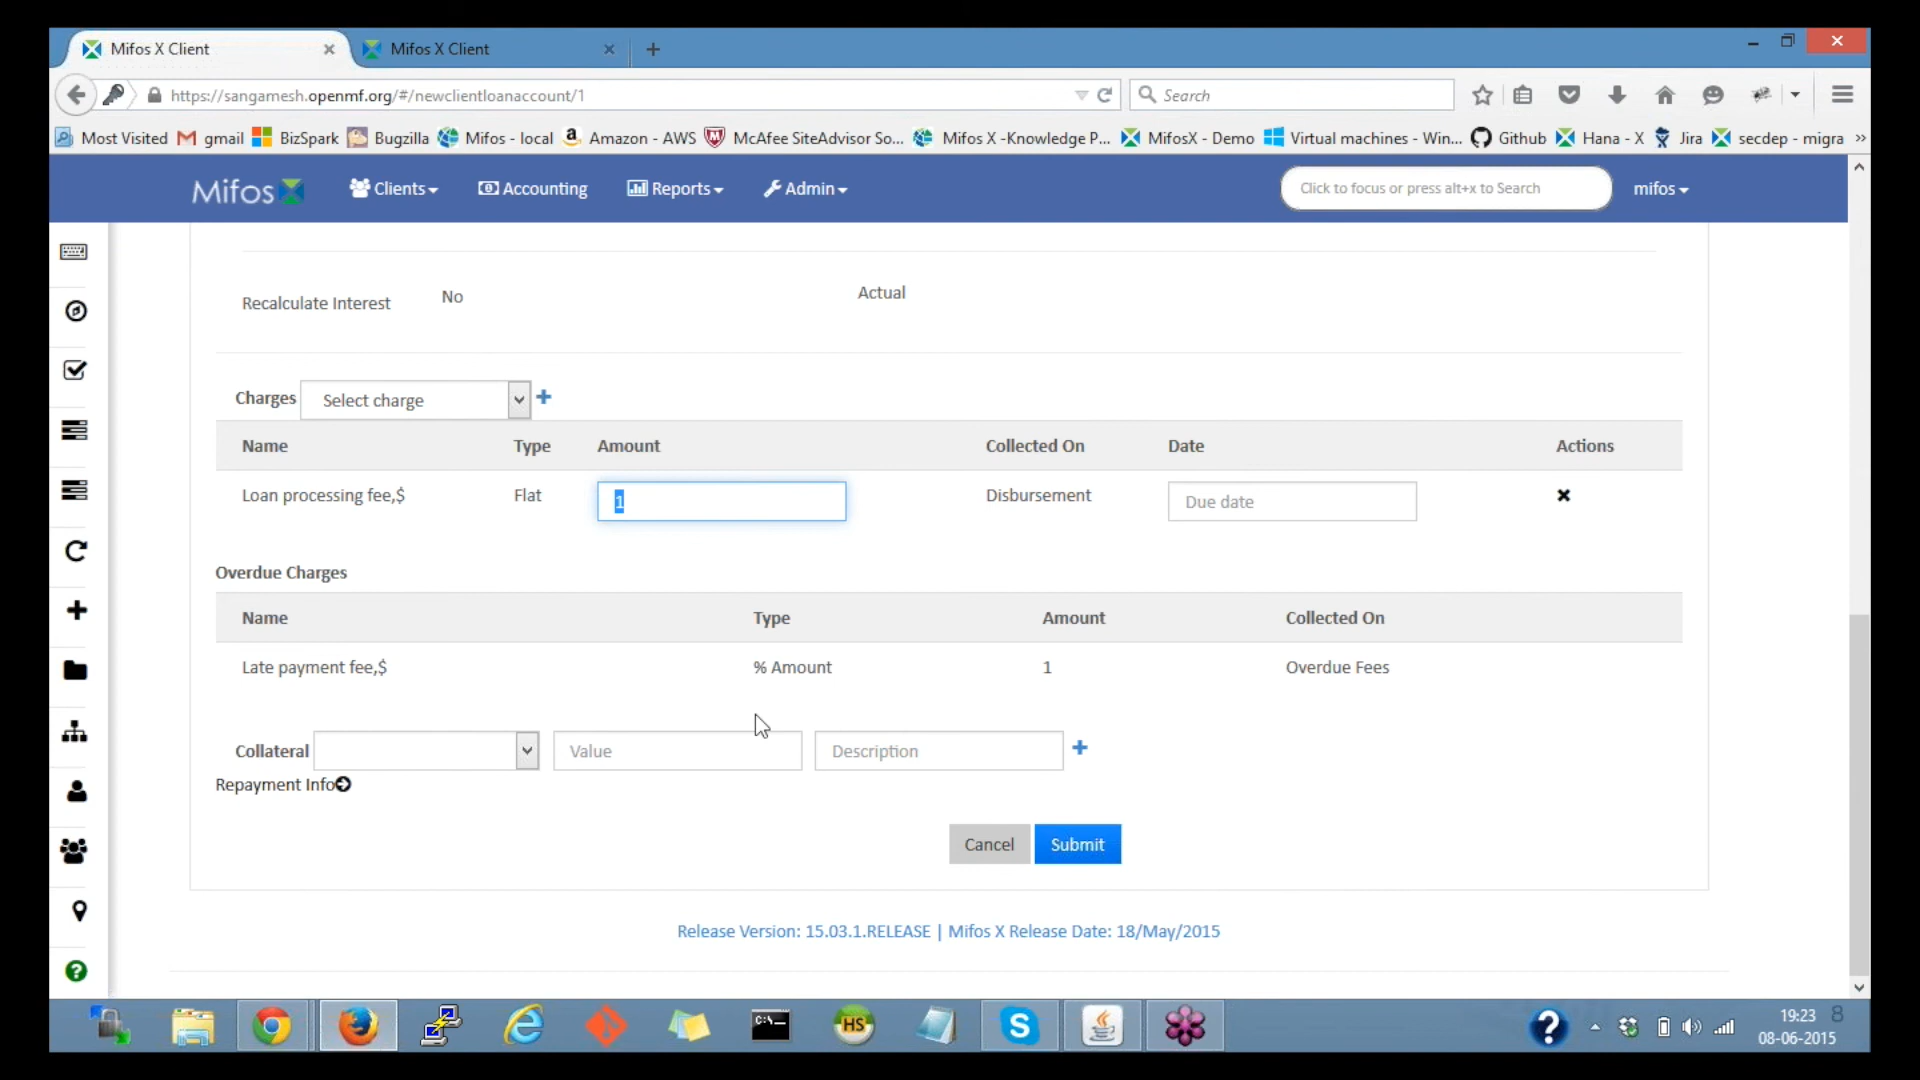 Mifos X Client
Mifos X Client
https://sangamesh.openmf.org/#/newclientloanaccount/1
Search
Most Visited gmail BizSpark Bugzilla Mifos - local Amazon - AWS McAfee SiteAdvisor So... Mifos X -Knowledge P... MifosX - Demo Virtual machines - Win... Github Hana - X Jira secdep - migra »
Mifos Clients Accounting Reports Admin Click to focus or press alt+x to Search mifos
Recalculate Interest No Actual
Charges Select charge
Name Type Amount Collected On Date Actions
Loan processing fee,$ Flat 1 Disbursement Due date
Overdue Charges
Name Type Amount Collected On
Late payment fee,$ % Amount 1 Overdue Fees
Collateral Value Description
Repayment Info
Cancel Submit
Release Version: 15.03.1.RELEASE | Mifos X Release Date: 18/May/2015
C:\_
HS
S
19:23 8
08-06-2015